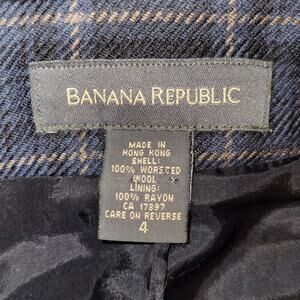 BANANA REPUBLIC
MADE IN
HONG KONG
SHELL:
100% WORSTED
WOOL
LINING:
100% RAYON
CA 17897
CARE ON REVERSE
4